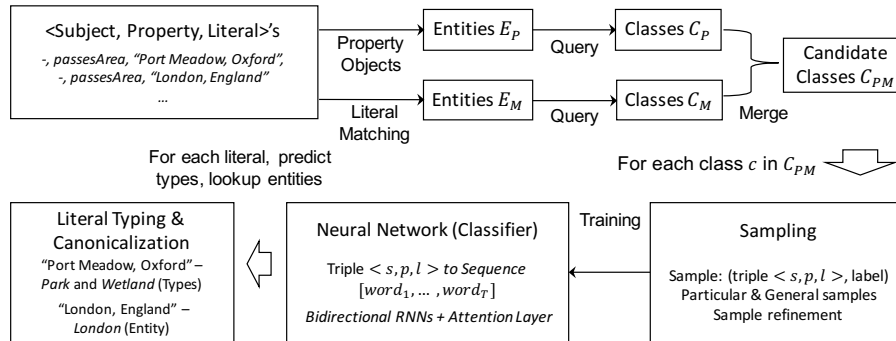 <Subject, Property, Literal>'s
-, passesArea, "Port Meadow, Oxford",
-, passesArea, "London, England"
...
Property
Objects
Entities E_P
Query
Classes C_P
Candidate
Classes C_PM
Literal
Matching
Entities E_M
Query
Classes C_M
Merge
For each literal, predict
types, lookup entities
For each class c in C_PM
Literal Typing &
Canonicalization
"Port Meadow, Oxford" –
Park and Wetland (Types)
"London, England" –
London (Entity)
Neural Network (Classifier)
Triple < s, p, l > to Sequence
[word_1, ... , word_T]
Bidirectional RNNs + Attention Layer
Training
Sampling
Sample: (triple < s, p, l >, label)
Particular & General samples
Sample refinement